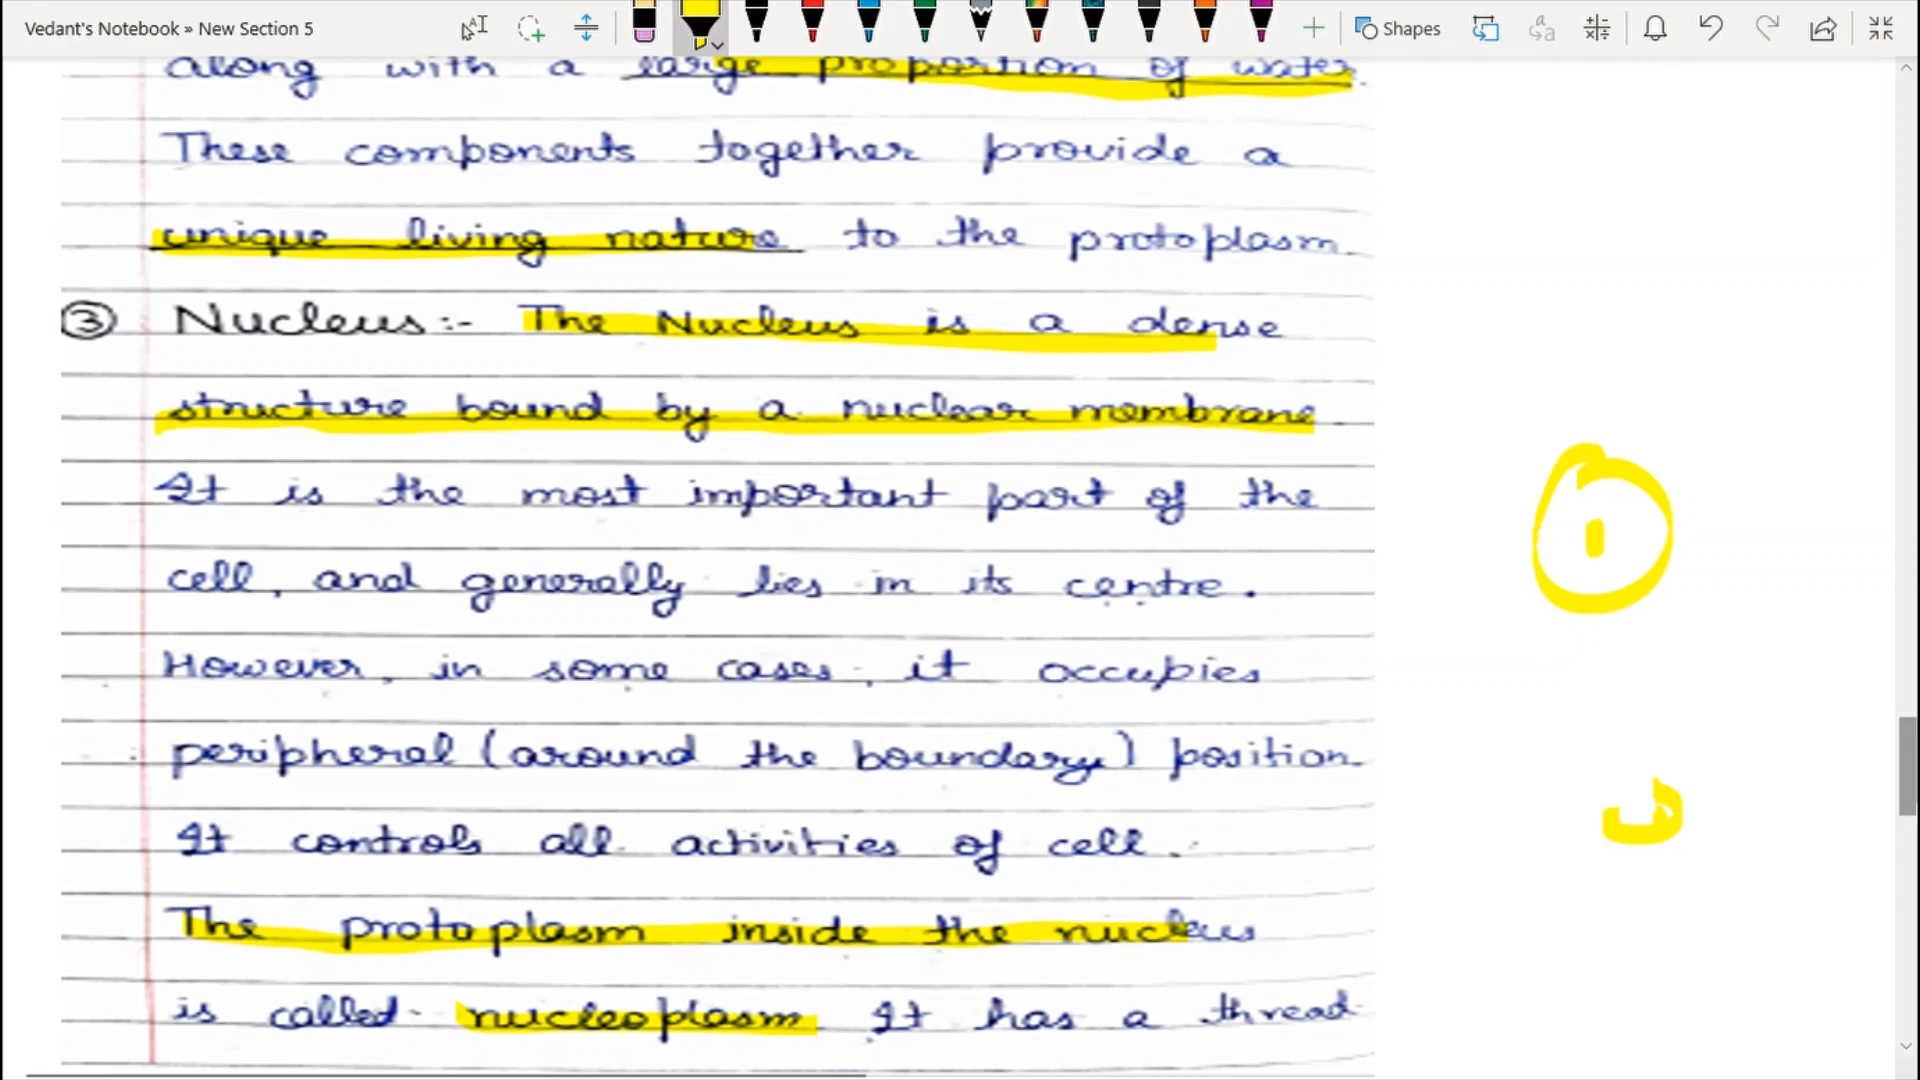 Vedant's Notebook » New Section 5
Shapes
along with a large proportion of water.
These components together provide a
unique living nature to the protoplasm.
③ Nucleus:- The Nucleus is a dense
structure bound by a nuclear membrane.
It is the most important part of the
cell, and generally lies in its centre.
However, in some cases, it occupies
peripheral (around the boundary) position.
It controls all activities of cell.
The protoplasm inside the nucleus
is called nucleoplasm. It has a thread